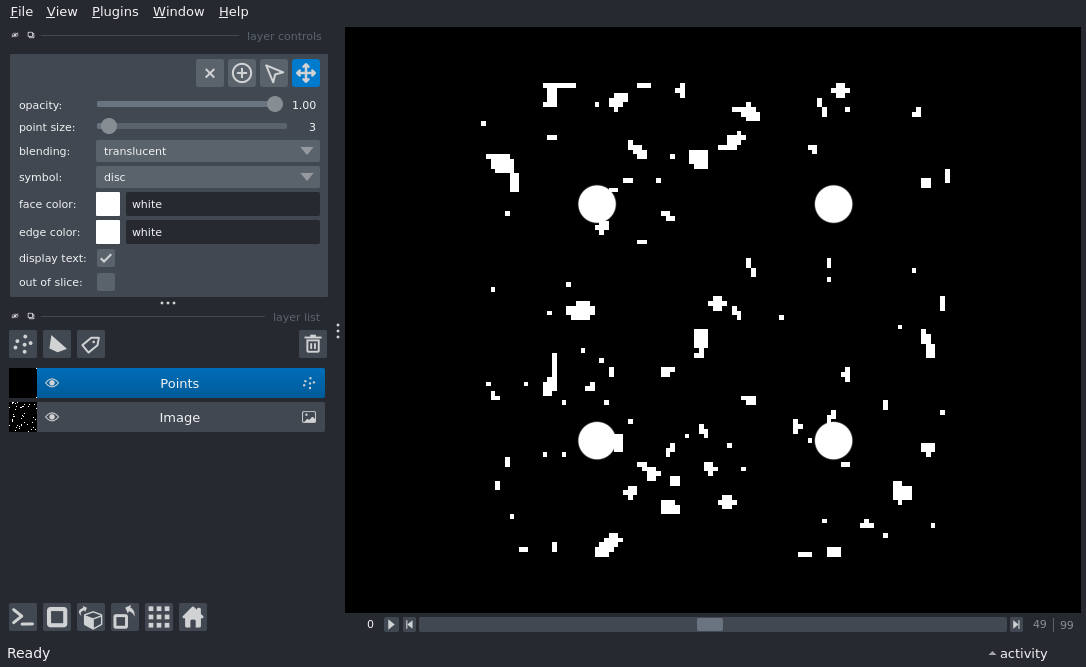 File View Plugins Window Help
layer controls
opacity: 1.00
point size: 3
blending: translucent
symbol: disc
face color: white
edge color: white
display text:
out of slice:
layer list
Points
Image
0 49 | 99
Ready activity